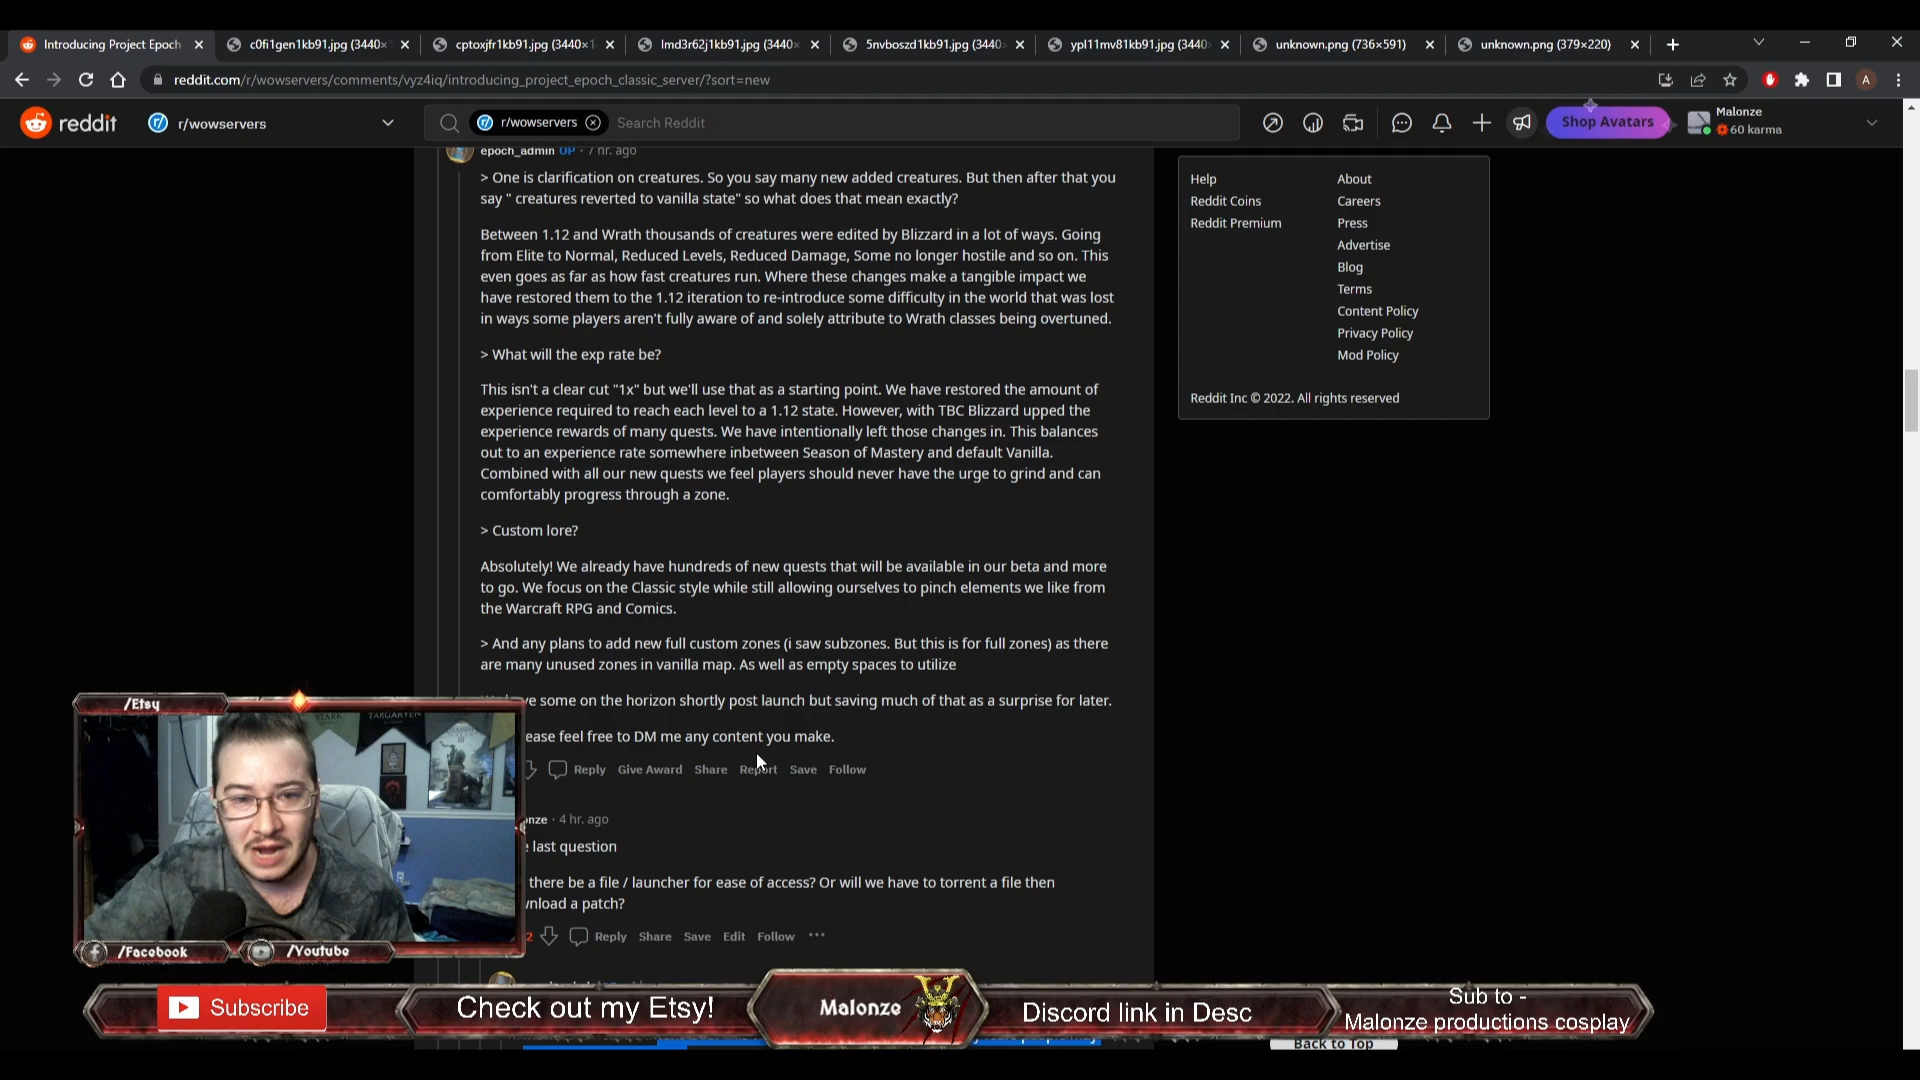 Introducing Project Epoch
c0fi1gen1kb91.jpg (3440×
cptoxjfr1kb91.jpg (3440×1
lmd3r62j1kb91.jpg (3440×
5nvboszd1kb91.jpg (3440
ypl11mv81kb91.jpg (3440
unknown.png (736×591)
unknown.png (379×220)
reddit.com/r/wowservers/comments/vyz4iq/introducing_project_epoch_classic_server/?sort=new
A
reddit
r/wowservers
r/wowservers
Search Reddit
Shop Avatars
Malonze
60 karma
epoch_admin OP · 7 hr. ago
> One is clarification on creatures. So you say many new added creatures. But then after that you
say " creatures reverted to vanilla state" so what does that mean exactly?
Between 1.12 and Wrath thousands of creatures were edited by Blizzard in a lot of ways. Going
from Elite to Normal, Reduced Levels, Reduced Damage, Some no longer hostile and so on. This
even goes as far as how fast creatures run. Where these changes make a tangible impact we
have restored them to the 1.12 iteration to re-introduce some difficulty in the world that was lost
in ways some players aren't fully aware of and solely attribute to Wrath classes being overtuned.
> What will the exp rate be?
This isn't a clear cut "1x" but we'll use that as a starting point. We have restored the amount of
experience required to reach each level to a 1.12 state. However, with TBC Blizzard upped the
experience rewards of many quests. We have intentionally left those changes in. This balances
out to an experience rate somewhere inbetween Season of Mastery and default Vanilla.
Combined with all our new quests we feel players should never have the urge to grind and can
comfortably progress through a zone.
> Custom lore?
Absolutely! We already have hundreds of new quests that will be available in our beta and more
to go. We focus on the Classic style while still allowing ourselves to pinch elements we like from
the Warcraft RPG and Comics.
> And any plans to add new full custom zones (i saw subzones. But this is for full zones) as there
are many unused zones in vanilla map. As well as empty spaces to utilize
some on the horizon shortly post launch but saving much of that as a surprise for later.
feel free to DM me any content you make.
Reply Give Award Share Report Save Follow
4 hr. ago
last question
there be a file / launcher for ease of access? Or will we have to torrent a file then
a patch?
2 Reply Share Save Edit Follow
Help
Reddit Coins
Reddit Premium
About
Careers
Press
Advertise
Blog
Terms
Content Policy
Privacy Policy
Mod Policy
Reddit Inc © 2022. All rights reserved
/Etsy
STARK
TARGARYEN
/Facebook
/Youtube
Subscribe
Check out my Etsy!
Malonze
Discord link in Desc
Sub to -
Malonze productions cosplay
Back to Top